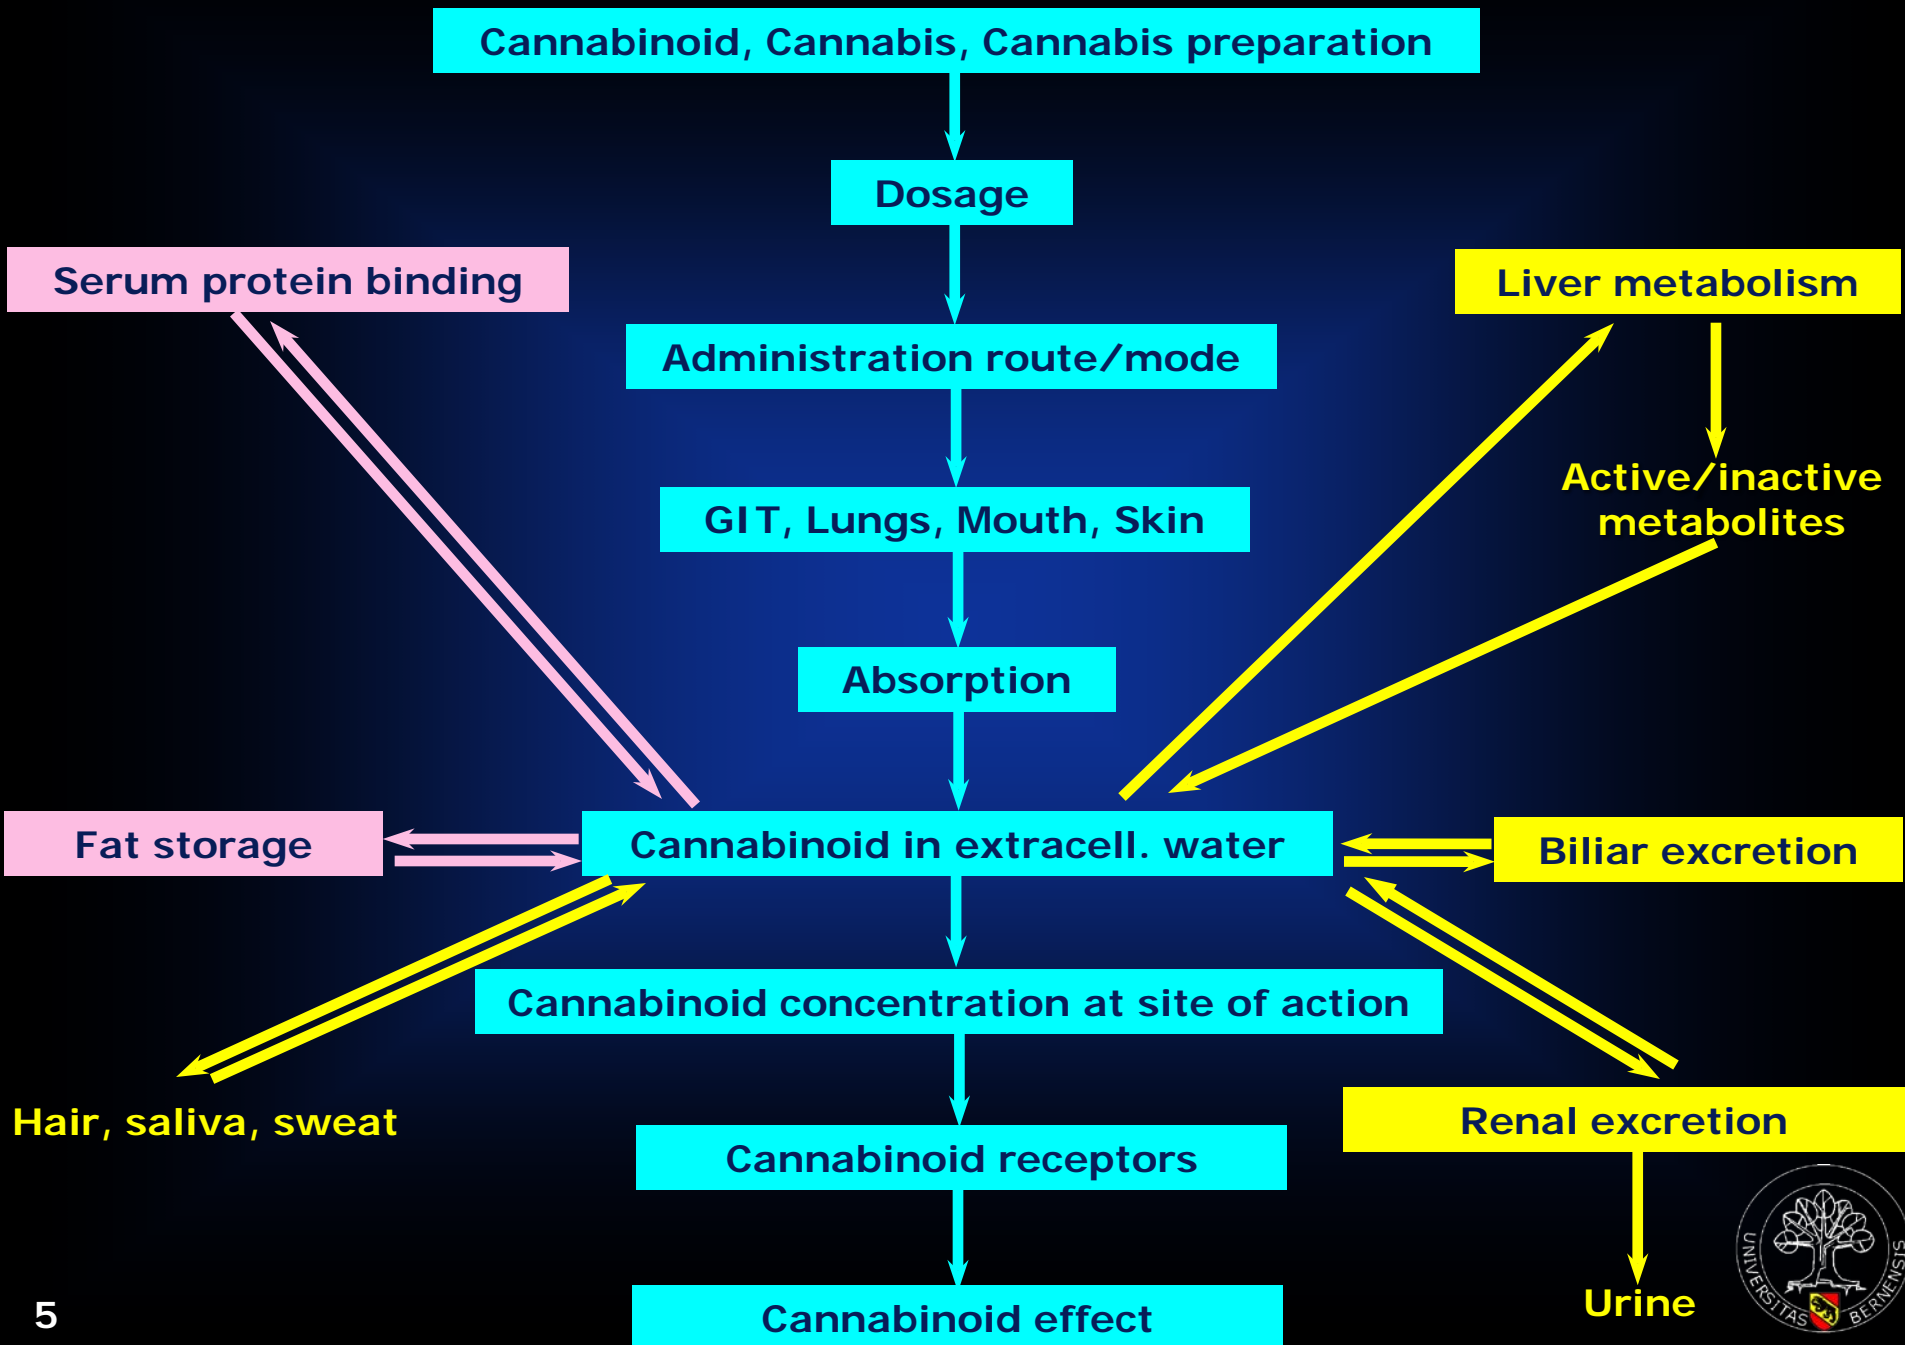 Cannabinoid, Cannabis, Cannabis preparation
Dosage
Serum protein binding
Liver metabolism
Administration route/mode
Active/inactive
metabolites
GIT, Lungs, Mouth, Skin
Absorption
Fat storage
Cannabinoid in extracell. water
Biliar excretion
Cannabinoid concentration at site of action
Hair, saliva, sweat
Renal excretion
Cannabinoid receptors
Urine
Cannabinoid effect
5
UNIVERSITAS BERNENSIS